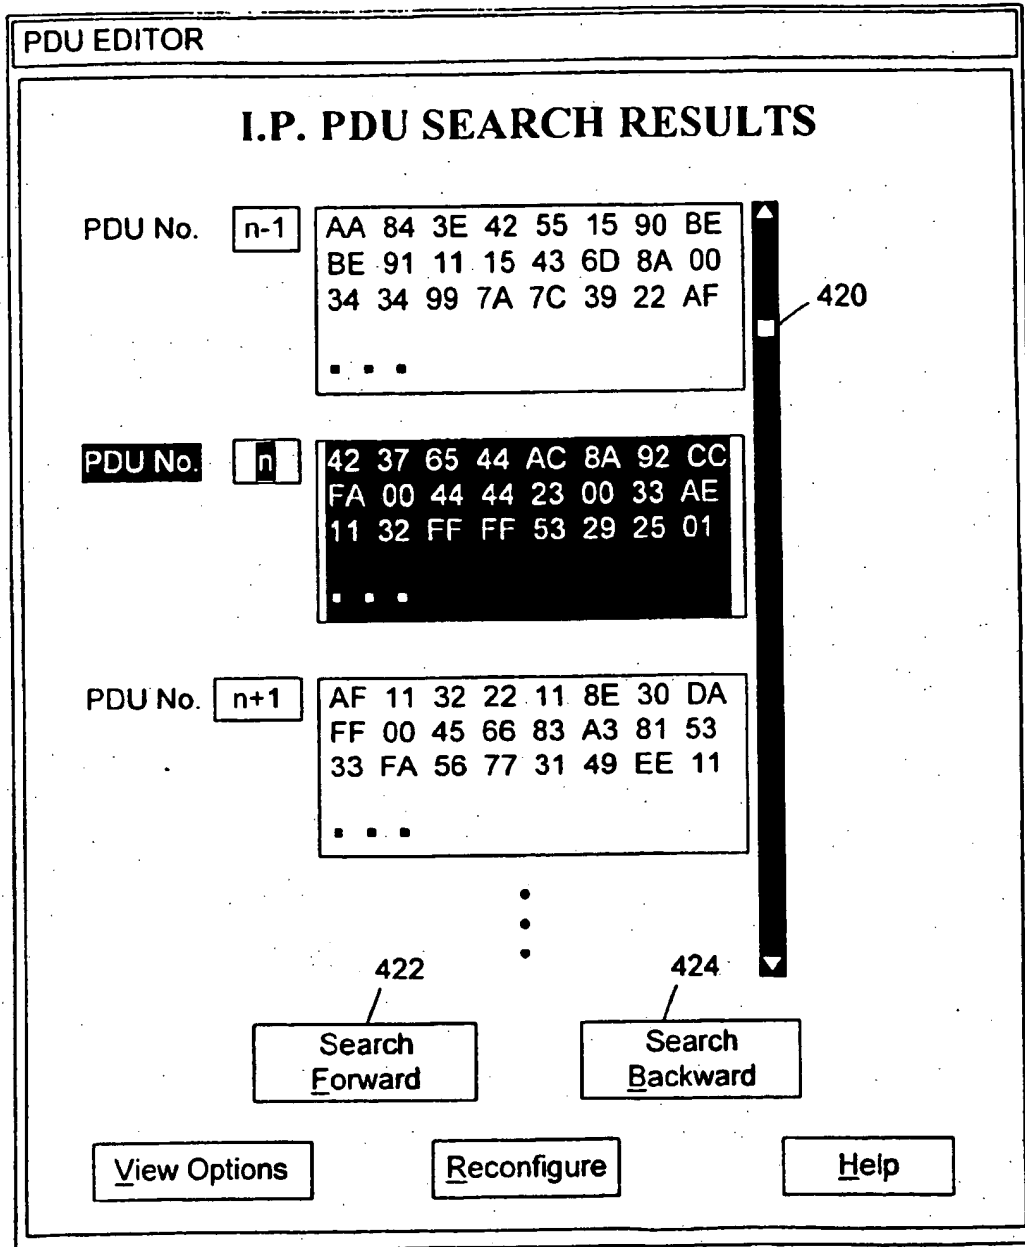 PDU EDITOR
I.P. PDU SEARCH RESULTS
PDU No. n-1
AA 84 3E 42 55 15 90 BE
BE 91 11 15 43 6D 8A 00
34 34 99 7A 7C 39 22 AF
. . .
420
PDU No. n
42 37 65 44 AC 8A 92 CC
FA 00 44 44 23 00 33 AE
11 32 FF FF 53 29 25 01
. . .
PDU No. n+1
AF 11 32 22 11 8E 30 DA
FF 00 45 66 83 A3 81 53
33 FA 56 77 31 49 EE 11
. . .
422
424
Search
Forward
Search
Backward
View Options
Reconfigure
Help